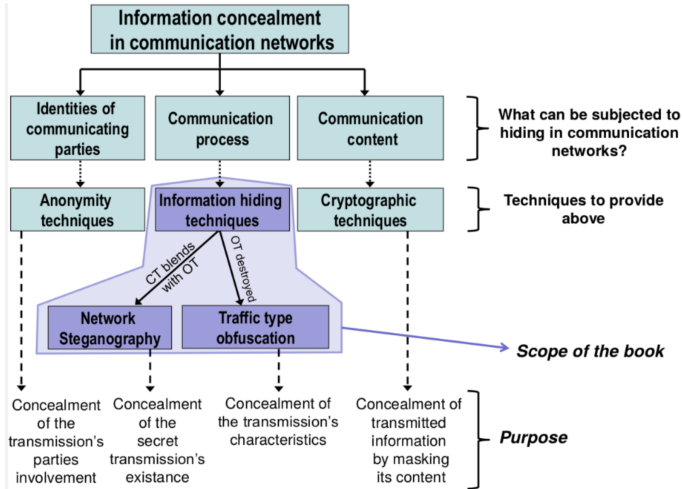 Information concealment
in communication networks
Identities of
communicating
parties
Communication
process
Communication
content
What can be subjected to
hiding in communication
networks?
Anonymity
techniques
Information hiding
techniques
Cryptographic
techniques
Techniques to provide
above
CT blends
with OT
OT destroyed
Network
Steganography
Traffic type
obfuscation
Scope of the book
Concealment
of the
transmission's
parties
involvement
Concealment
of the
secret
transmission's
existance
Concealment of
the transmission's
characteristics
Concealment of
transmitted
information
by masking
its content
Purpose